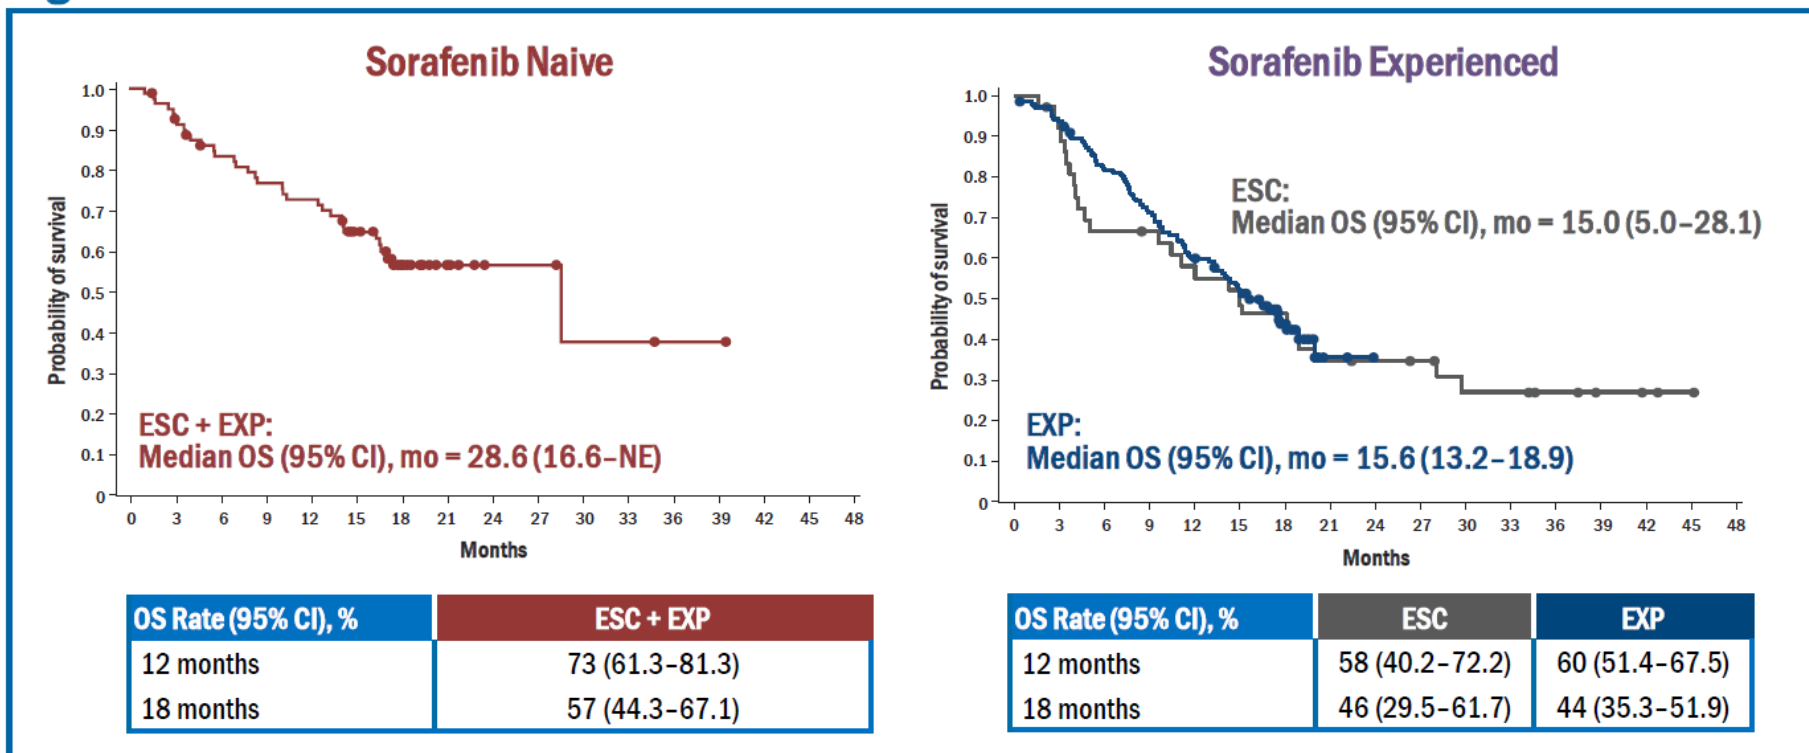 Sorafenib Naive
1.0
0.9
0.8
0.7
0.6
0.5
0.4
0.3
0.2
0.1
0
Probability of survival
ESC + EXP:
Median OS (95% CI), mo = 28.6 (16.6–NE)
0 3 6 9 12 15 18 21 24 27 30 33 36 39 42 45 48
Months
OS Rate (95% CI), % ESC + EXP
12 months 73 (61.3–81.3)
18 months 57 (44.3–67.1)
Sorafenib Experienced
1.0
0.9
0.8
0.7
0.6
0.5
0.4
0.3
0.2
0.1
0
Probability of survival
ESC:
Median OS (95% CI), mo = 15.0 (5.0–28.1)
EXP:
Median OS (95% CI), mo = 15.6 (13.2–18.9)
0 3 6 9 12 15 18 21 24 27 30 33 36 39 42 45 48
Months
OS Rate (95% CI), % ESC EXP
12 months 58 (40.2–72.2) 60 (51.4–67.5)
18 months 46 (29.5–61.7) 44 (35.3–51.9)